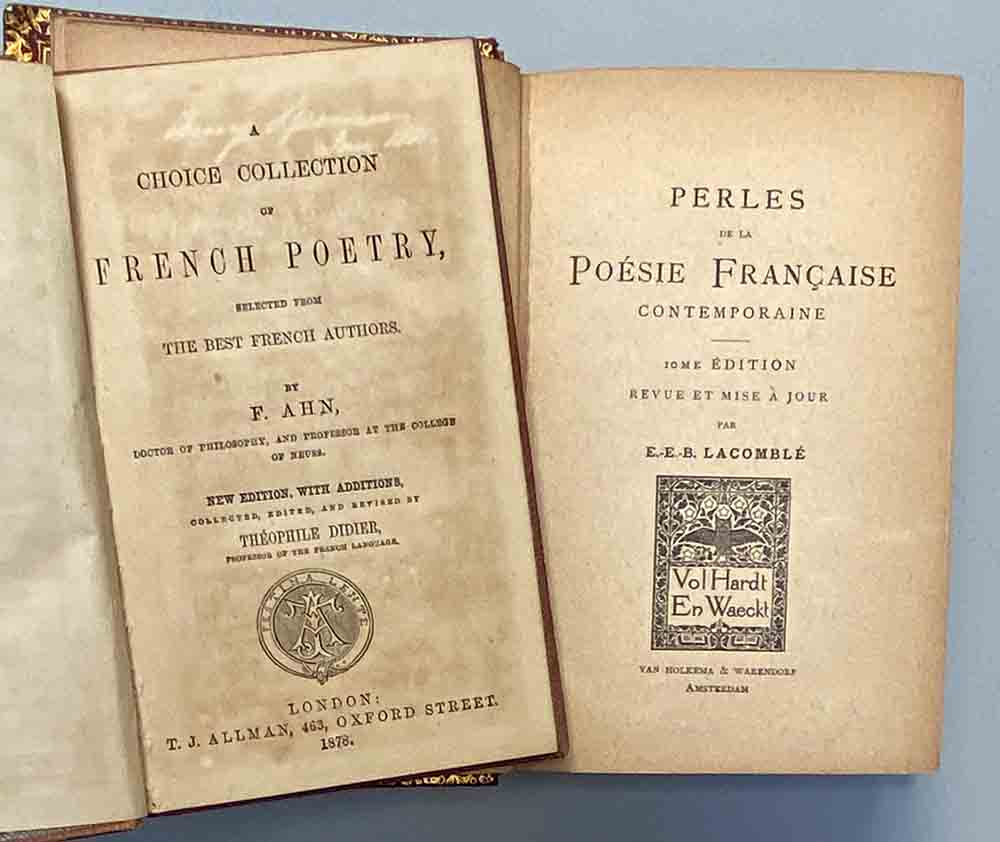 A
CHOICE COLLECTION
OF
FRENCH POETRY,
SELECTED FROM
THE BEST FRENCH AUTHORS.
BY
F. AHN,
DOCTOR OF PHILOSOPHY, AND PROFESSOR AT THE COLLEGE
OF NEUSS.
NEW EDITION, WITH ADDITIONS,
COLLECTED, EDITED, AND REVISED BY
THÉOPHILE DIDIER,
PROFESSOR OF THE FRENCH LANGUAGE.
FESTINA LENTE
LONDON:
T. J. ALLMAN, 463, OXFORD STREET.
1878.
PERLES
DE LA
POÉSIE FRANÇAISE
CONTEMPORAINE
10ME ÉDITION
REVUE ET MISE À JOUR
PAR
E.-E.-B. LACOMBLÉ
Vol Hardt
En Waeckt
VAN HOLKEMA & WARENDORF
AMSTERDAM